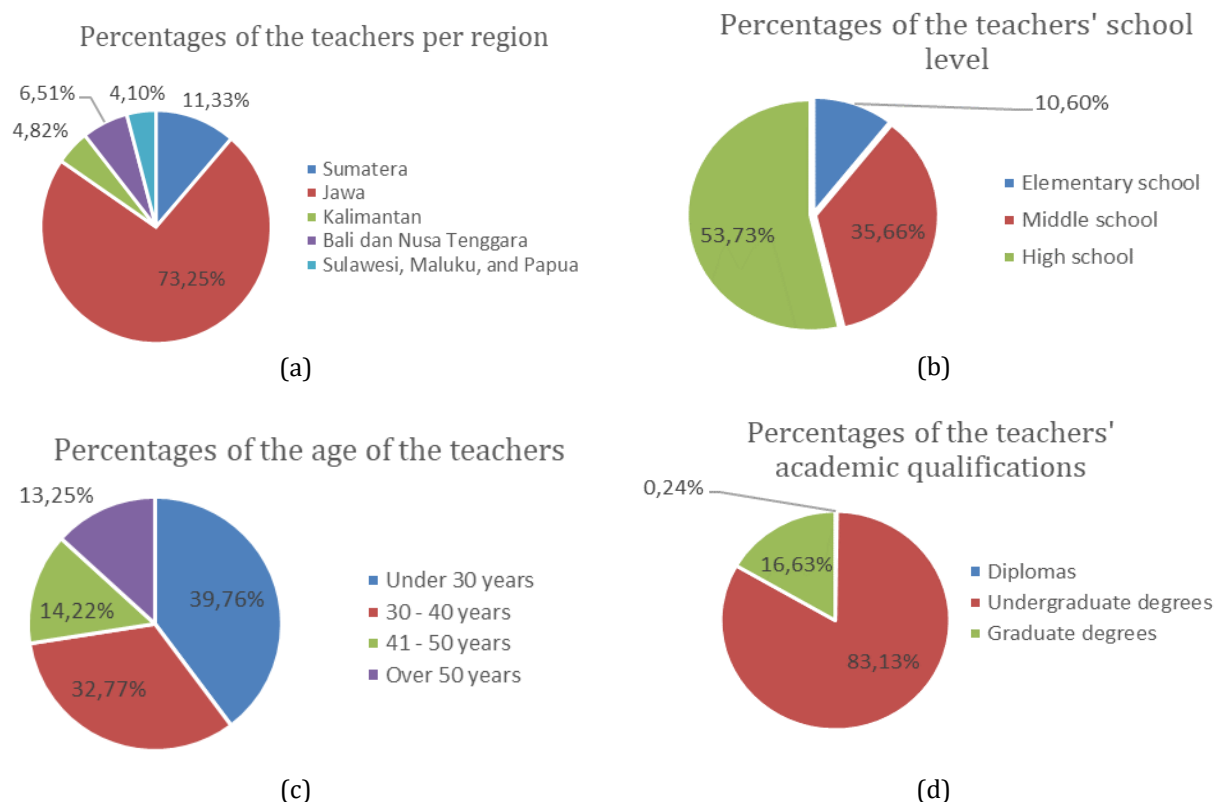 Percentages of the teachers per region
6,51%
4,10%
11,33%
4,82%
73,25%
Sumatera
Jawa
Kalimantan
Bali dan Nusa Tenggara
Sulawesi, Maluku, and Papua
(a)
Percentages of the teachers' school
level
10,60%
53,73%
35,66%
Elementary school
Middle school
High school
(b)
Percentages of the age of the teachers
13,25%
39,76%
14,22%
32,77%
Under 30 years
30 - 40 years
41 - 50 years
Over 50 years
(c)
Percentages of the teachers'
academic qualifications
0,24%
16,63%
83,13%
Diplomas
Undergraduate degrees
Graduate degrees
(d)